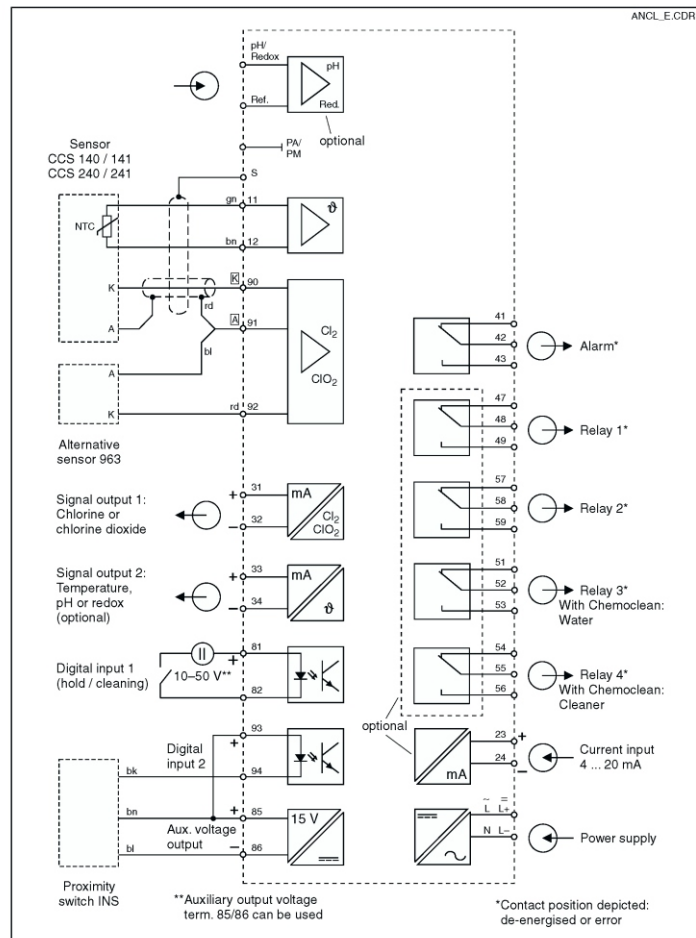 ANCL_E.CDR
pH/
Redox
pH
Ref.
Red.
optional
PA/
PM
Sensor
CCS 140 / 141
CCS 240 / 241
S
gn 11
ϑ
NTC
bn 12
K K 90
rd
A A 91
Cl2
ClO2
bl
A
K rd 92
Alternative
sensor 963
41
42
43
Alarm*
47
48
49
Relay 1*
57
58
59
Relay 2*
51
52
53
Relay 3*
With Chemoclean:
Water
54
55
56
Relay 4*
With Chemoclean:
Cleaner
Signal output 1:
Chlorine or
chlorine dioxide
+ 31
– 32
mA
Cl2
ClO2
Signal output 2:
Temperature,
pH or redox
(optional)
+ 33
– 34
mA
ϑ
Digital input 1
(hold / cleaning)
10–50 V**
+ 81
82
optional
Digital
input 2
93
+
94
bk
bn
Aux. voltage
output
bl
+ 85
– 86
15 V
mA
23 +
24 –
Current input
4 ... 20 mA
~ =
L L+
N L–
Power supply
Proximity
switch INS
**Auxiliary output voltage
term. 85/86 can be used
*Contact position depicted:
de-energised or error